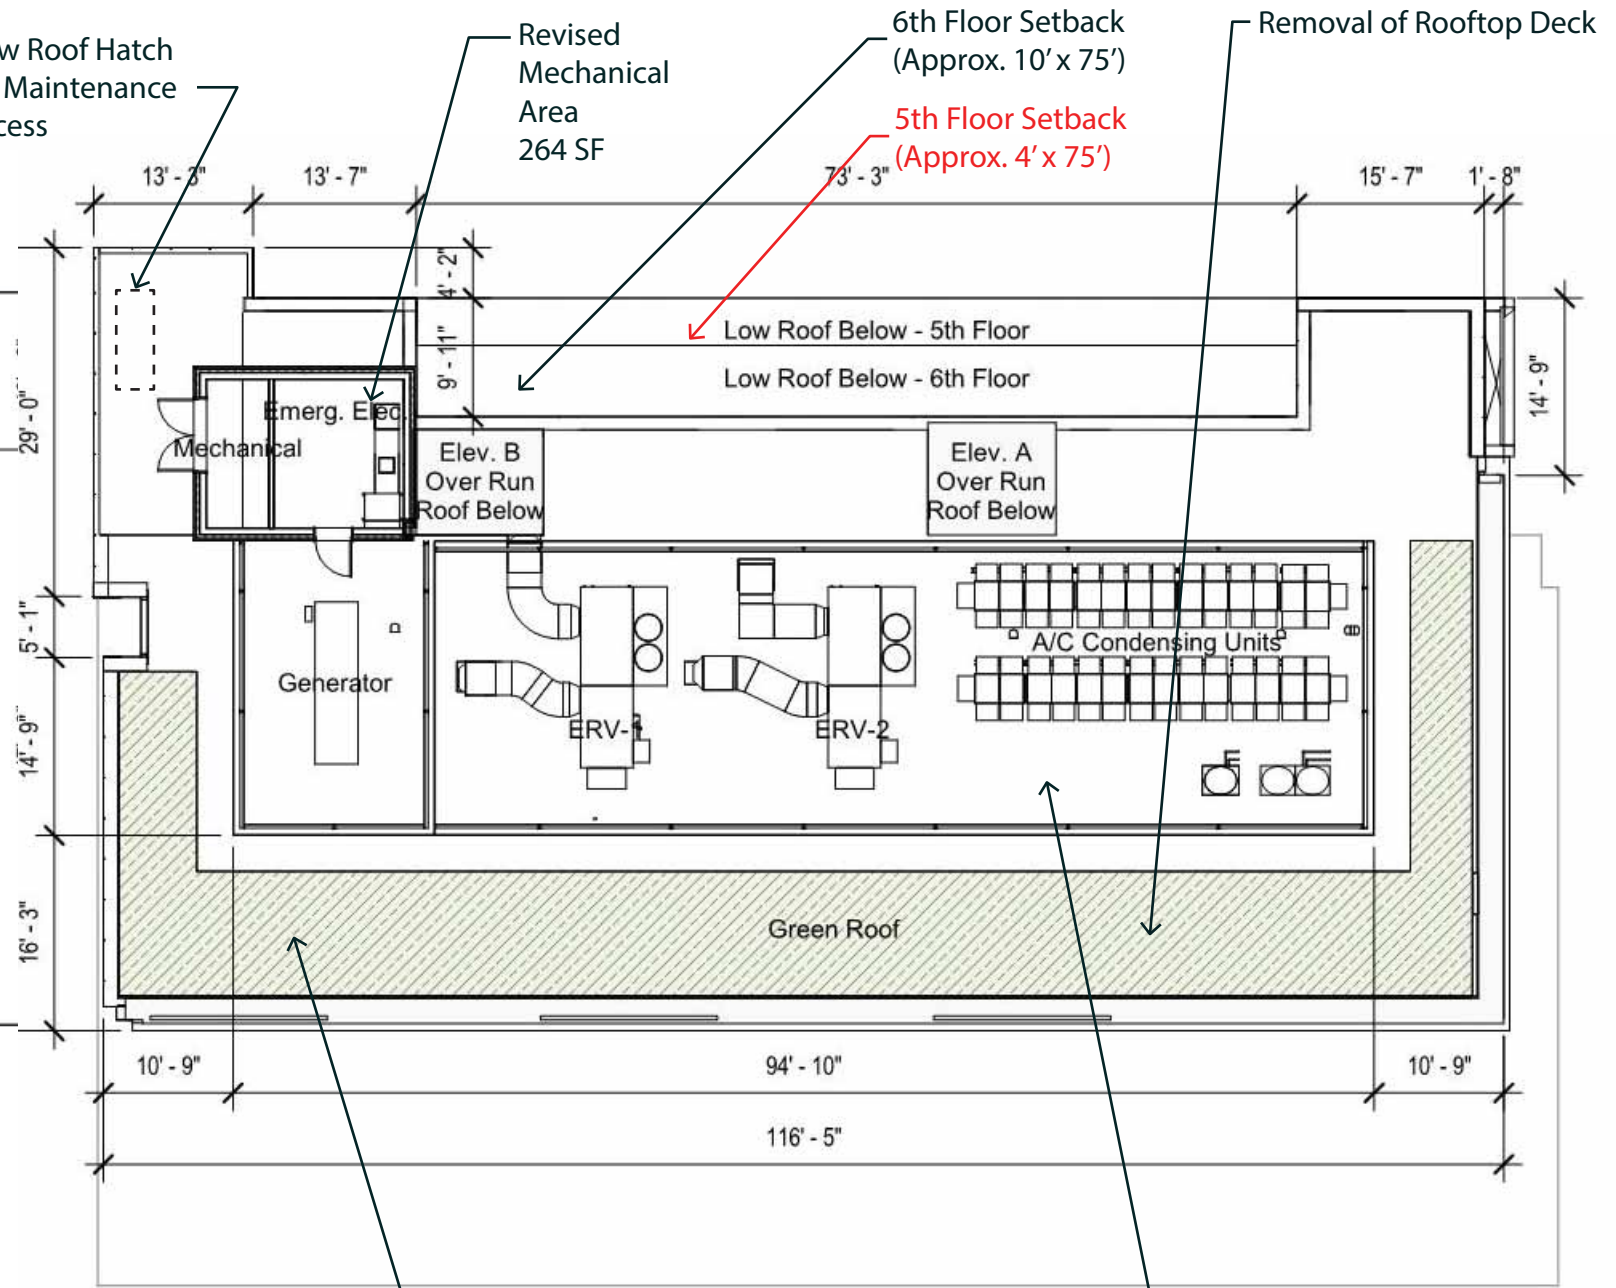 6th Floor Setback
(Approx. 10' x 75')
Removal of Rooftop Deck
Revised
Mechanical
Area
264 SF
Roof Hatch
Maintenance
5th Floor Setback
(Approx. 4' x 75')
13' - 3"
13' - 7"
73' - 3"
15' - 7"
1' - 8"
4' - 2"
9' - 11"
14' - 9"
29' - 0"
Low Roof Below - 5th Floor
Low Roof Below - 6th Floor
Emerg. Elec.
Mechanical
Elev. B
Over Run
Roof Below
Elev. A
Over Run
Roof Below
5' - 1"
A/C Condensing Units
Generator
ERV-1
ERV-2
14' - 9"
16' - 3"
Green Roof
10' - 9"
94' - 10"
10' - 9"
116' - 5"